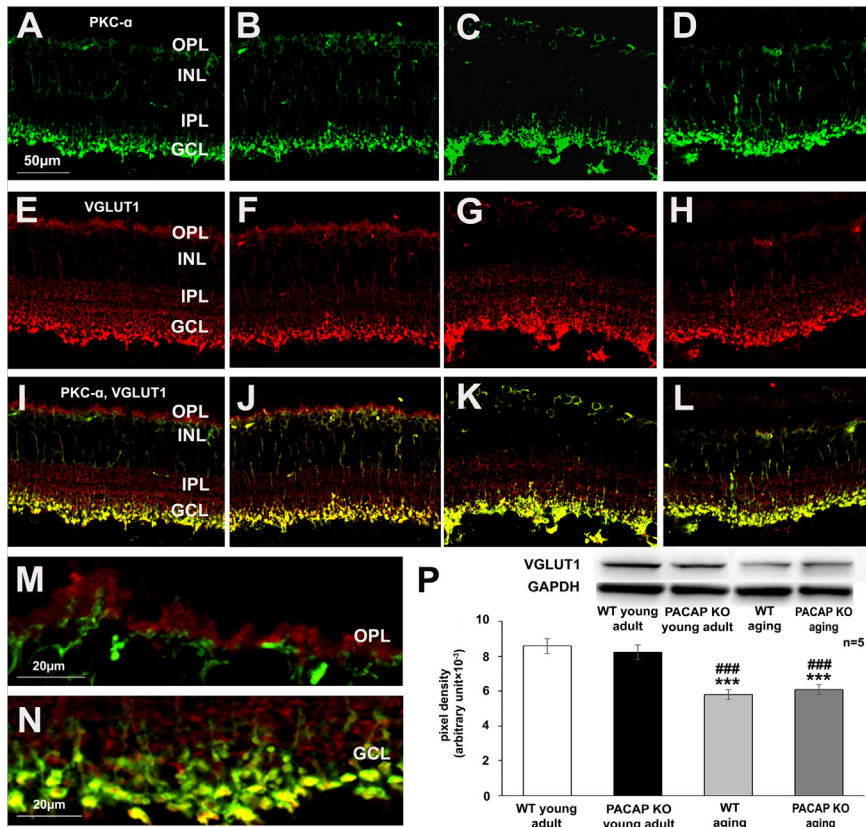 A PKC-α OPL INL IPL GCL 50μm
B
C
D
E VGLUT1 OPL INL IPL GCL
F
G
H
I PKC-α, VGLUT1 OPL INL IPL GCL
J
K
L
M OPL 20μm
N GCL 20μm
P
VGLUT1
GAPDH
WT young adult
PACAP KO young adult
WT aging
PACAP KO aging
n=5
pixel density
(arbitrary unit×10⁻³)
10
8
6
4
2
0
###
***
###
***
WT young adult
PACAP KO young adult
WT aging
PACAP KO aging